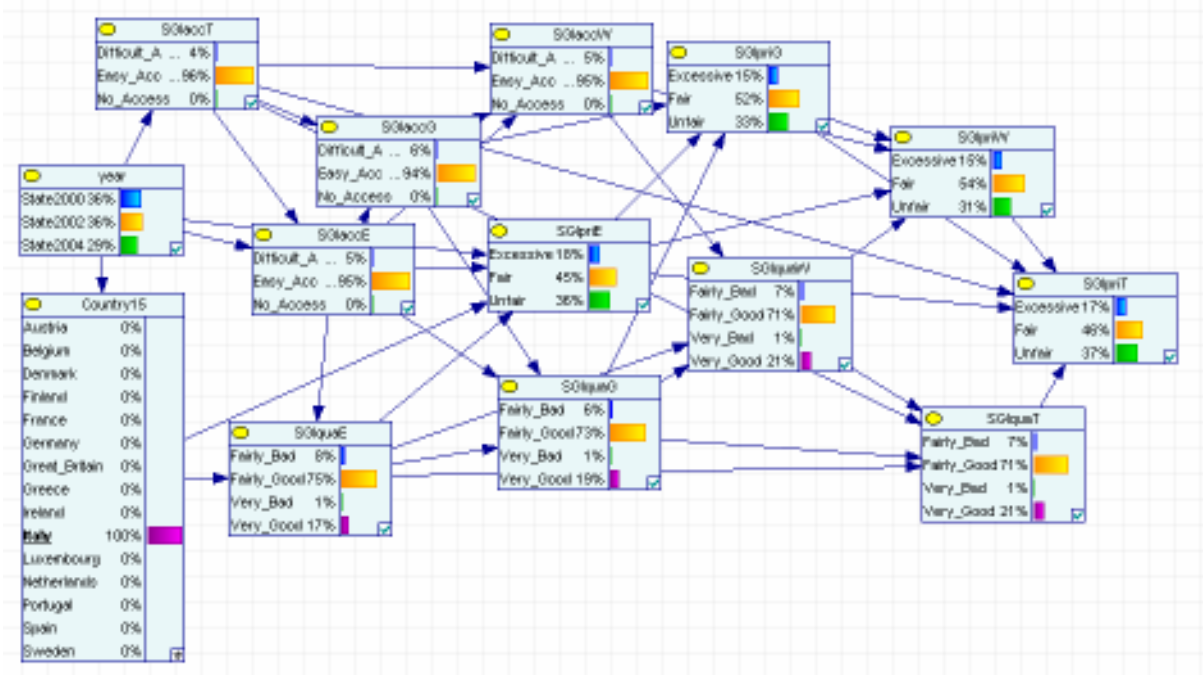 SGIaccT
Difficult_A ... 4%
Easy_Acc ...96%
No_Access 0%
SGIaccW
Difficult_A ... 5%
Easy_Acc ...95%
No_Access 0%
SGIpriG
Excessive 15%
Fair 52%
Unfair 33%
SGIaccG
Difficult_A ... 6%
Easy_Acc ...94%
No_Access 0%
SGIpriW
Excessive 15%
Fair 54%
Unfair 31%
year
State2000 36%
State2002 36%
State2004 29%
SGIaccE
Difficult_A ... 5%
Easy_Acc ...95%
No_Access 0%
SGIpriE
Excessive 18%
Fair 45%
Unfair 36%
SGIquaW
Fairly_Bad 7%
Fairly_Good 71%
Very_Bad 1%
Very_Good 21%
SGIpriT
Excessive 17%
Fair 46%
Unfair 37%
Country15
Austria 0%
Belgium 0%
Denmark 0%
Finland 0%
France 0%
Germany 0%
Great_Britain 0%
Greece 0%
Ireland 0%
Italy 100%
Luxembourg 0%
Netherlands 0%
Portugal 0%
Spain 0%
Sweden 0%
SGIquaE
Fairly_Bad 8%
Fairly_Good 75%
Very_Bad 1%
Very_Good 17%
SGIquaG
Fairly_Bad 6%
Fairly_Good 73%
Very_Bad 1%
Very_Good 19%
SGIquaT
Fairly_Bad 7%
Fairly_Good 71%
Very_Bad 1%
Very_Good 21%